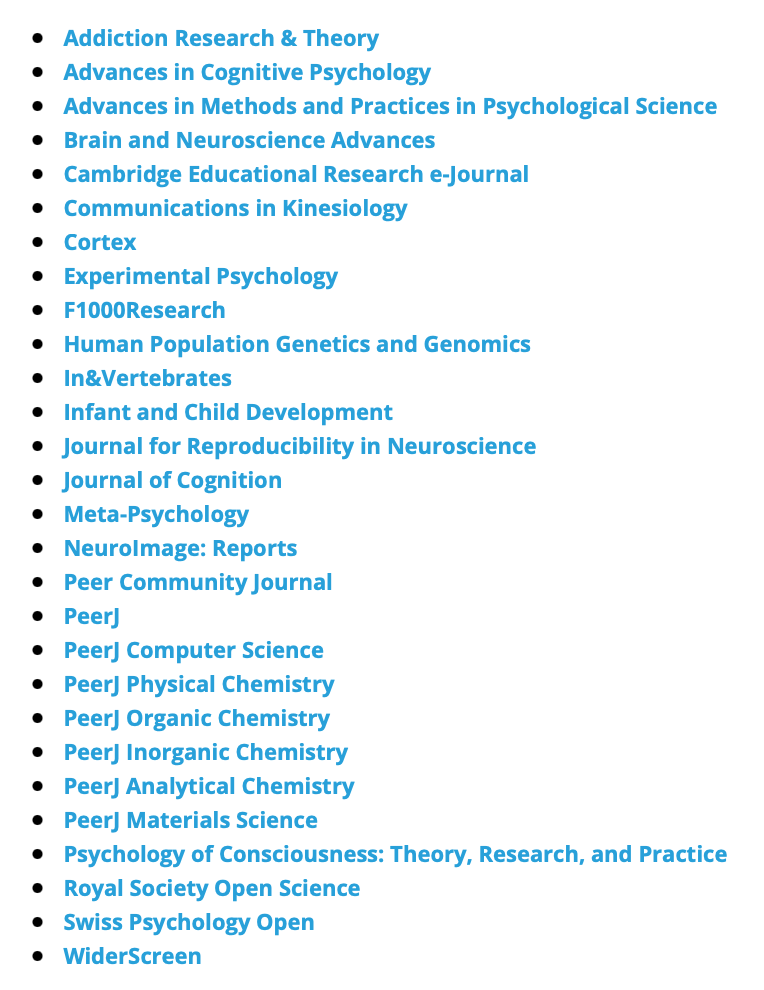 Addiction Research & Theory
Advances in Cognitive Psychology
Advances in Methods and Practices in Psychological Science
Brain and Neuroscience Advances
Cambridge Educational Research e-Journal
Communications in Kinesiology
Cortex
Experimental Psychology
F1000Research
Human Population Genetics and Genomics
In&Vertebrates
Infant and Child Development
Journal for Reproducibility in Neuroscience
Journal of Cognition
Meta-Psychology
NeuroImage: Reports
Peer Community Journal
PeerJ
PeerJ Computer Science
PeerJ Physical Chemistry
PeerJ Organic Chemistry
PeerJ Inorganic Chemistry
PeerJ Analytical Chemistry
PeerJ Materials Science
Psychology of Consciousness: Theory, Research, and Practice
Royal Society Open Science
Swiss Psychology Open
WiderScreen